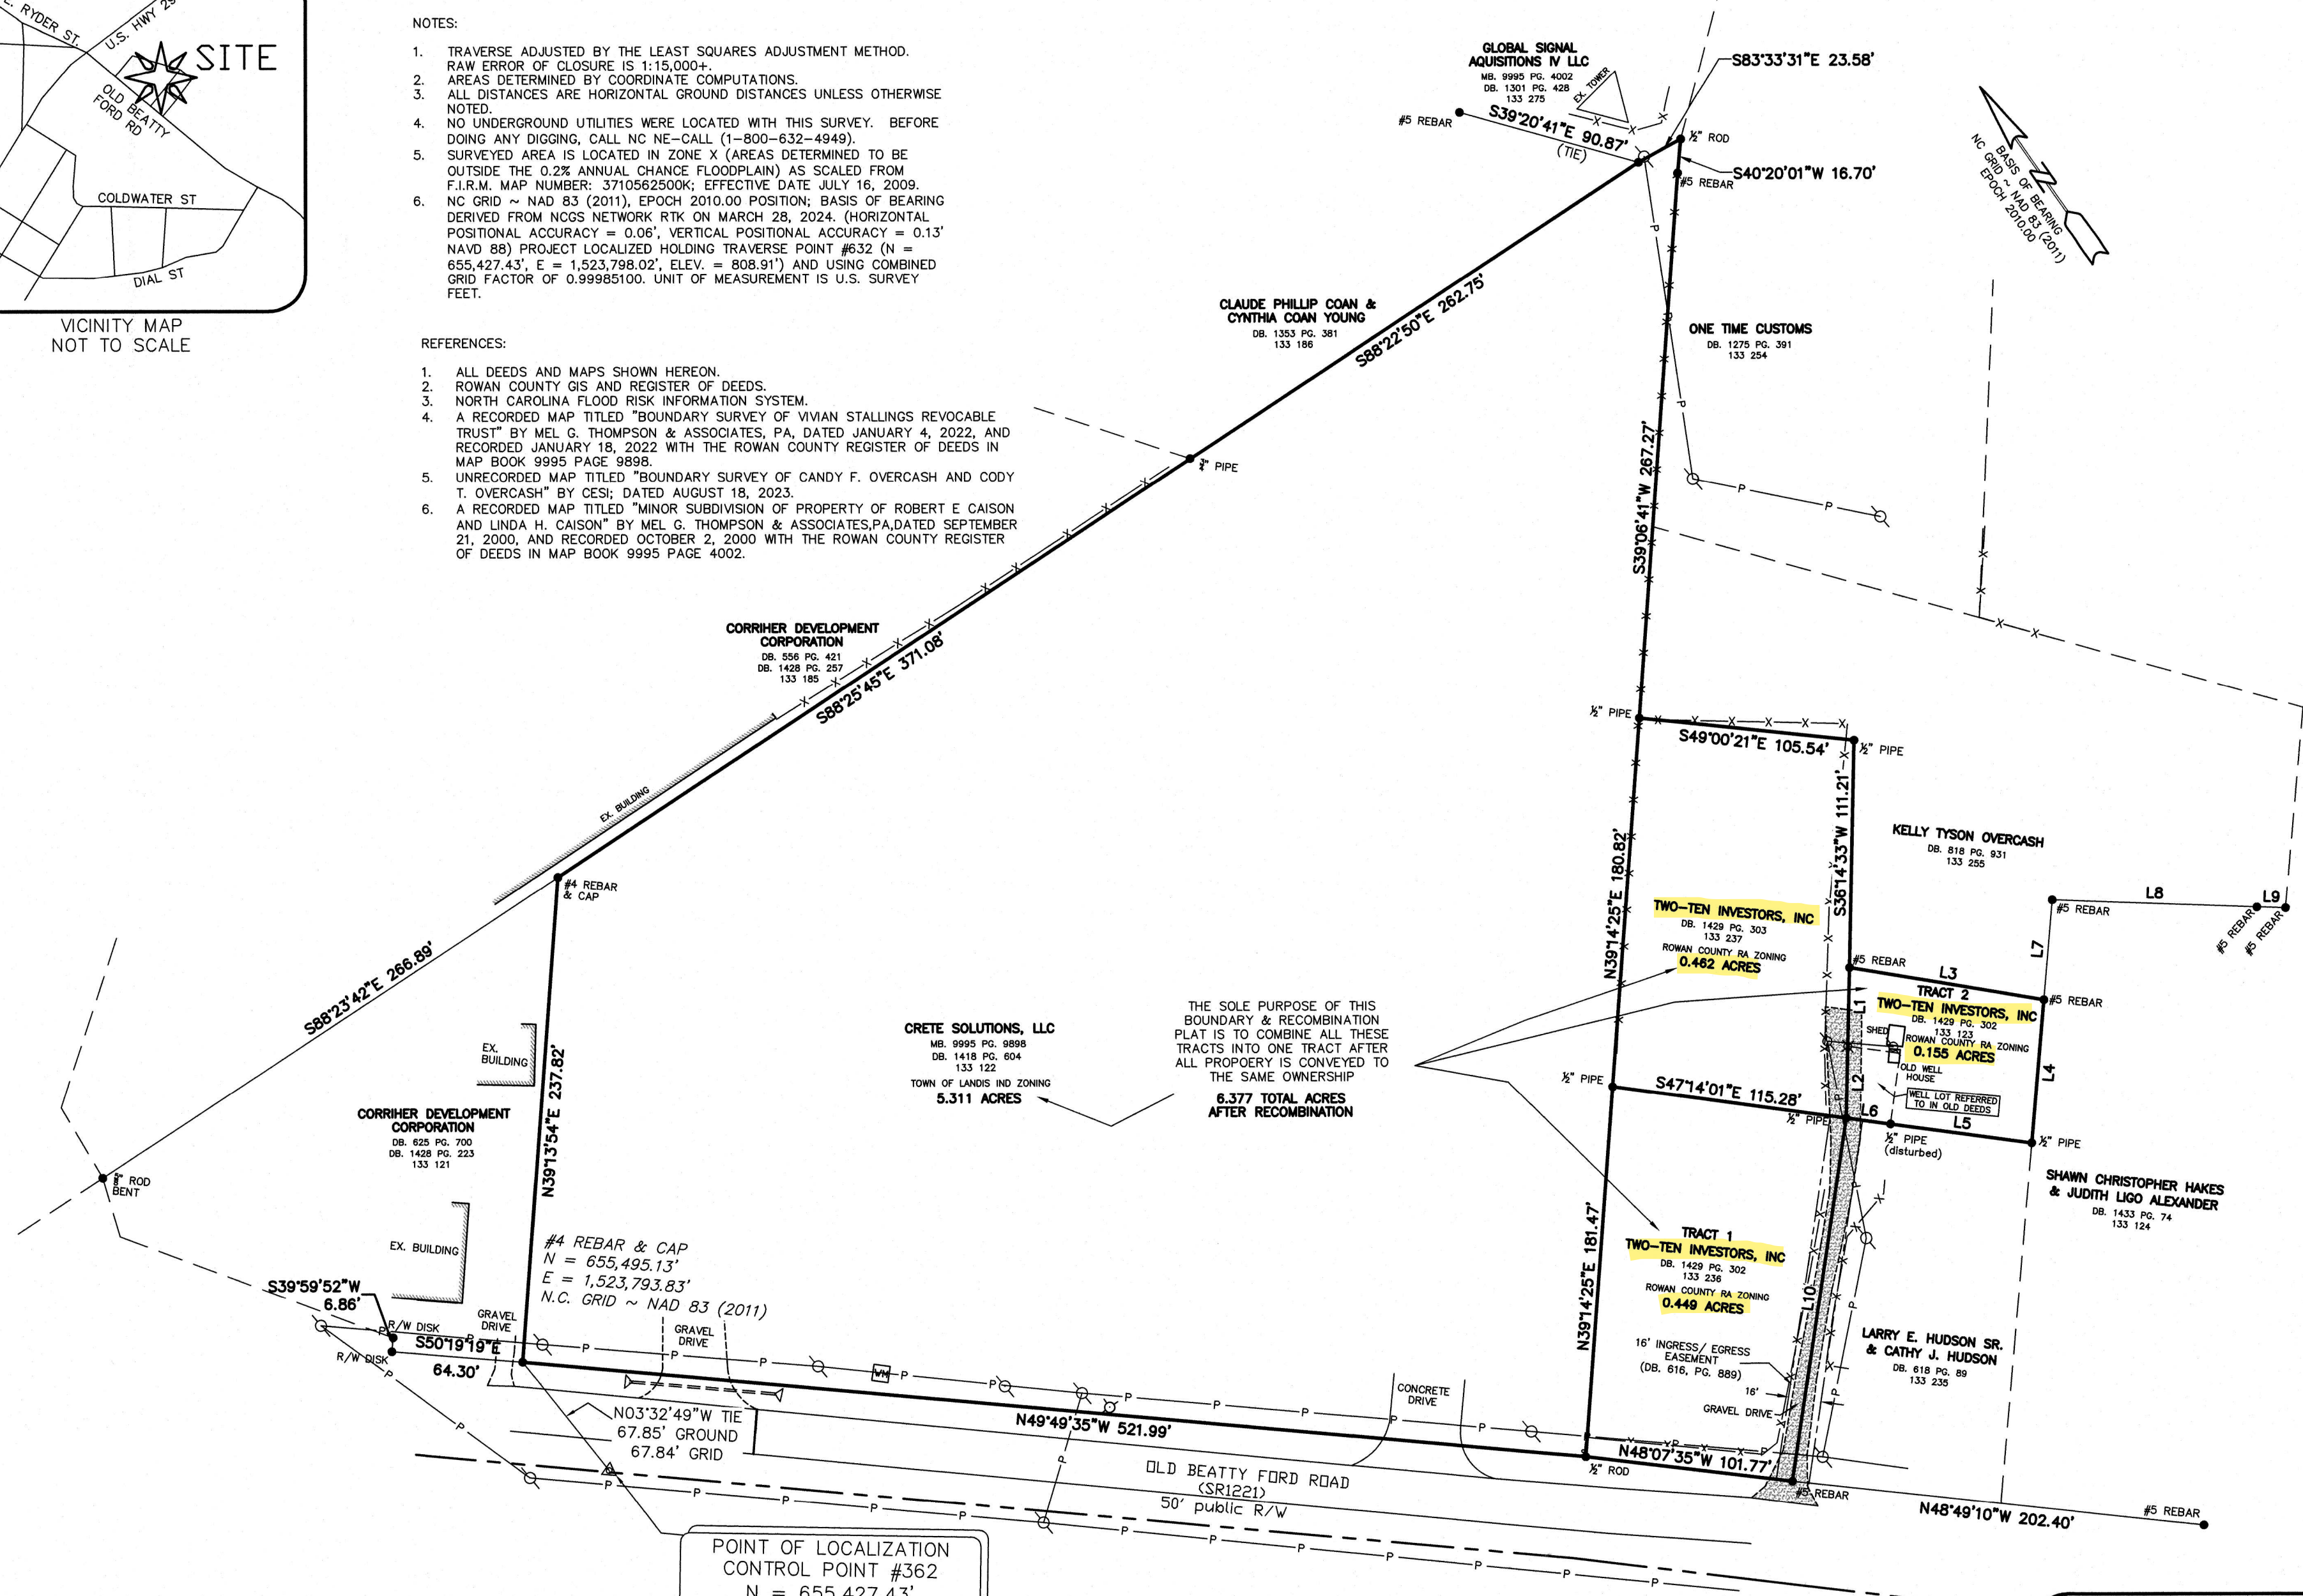 E. RYDER ST.
U.S. HWY 29
SITE
OLD BEATTY
FORD RD
COLDWATER ST
DIAL ST
VICINITY MAP
NOT TO SCALE
NOTES:
1. TRAVERSE ADJUSTED BY THE LEAST SQUARES ADJUSTMENT METHOD.
RAW ERROR OF CLOSURE IS 1:15,000+.
2. AREAS DETERMINED BY COORDINATE COMPUTATIONS.
3. ALL DISTANCES ARE HORIZONTAL GROUND DISTANCES UNLESS OTHERWISE
NOTED.
4. NO UNDERGROUND UTILITIES WERE LOCATED WITH THIS SURVEY. BEFORE
DOING ANY DIGGING, CALL NC NE-CALL (1-800-632-4949).
5. SURVEYED AREA IS LOCATED IN ZONE X (AREAS DETERMINED TO BE
OUTSIDE THE 0.2% ANNUAL CHANCE FLOODPLAIN) AS SCALED FROM
F.I.R.M. MAP NUMBER: 3710562500K; EFFECTIVE DATE JULY 16, 2009.
6. NC GRID ~ NAD 83 (2011), EPOCH 2010.00 POSITION; BASIS OF BEARING
DERIVED FROM NCGS NETWORK RTK ON MARCH 28, 2024. (HORIZONTAL
POSITIONAL ACCURACY = 0.06', VERTICAL POSITIONAL ACCURACY = 0.13'
NAVD 88) PROJECT LOCALIZED HOLDING TRAVERSE POINT #632 (N =
655,427.43', E = 1,523,798.02', ELEV. = 808.91') AND USING COMBINED
GRID FACTOR OF 0.99985100. UNIT OF MEASUREMENT IS U.S. SURVEY
FEET.
REFERENCES:
1. ALL DEEDS AND MAPS SHOWN HEREON.
2. ROWAN COUNTY GIS AND REGISTER OF DEEDS.
3. NORTH CAROLINA FLOOD RISK INFORMATION SYSTEM.
4. A RECORDED MAP TITLED "BOUNDARY SURVEY OF VIVIAN STALLINGS REVOCABLE
TRUST" BY MEL G. THOMPSON & ASSOCIATES, PA, DATED JANUARY 4, 2022, AND
RECORDED JANUARY 18, 2022 WITH THE ROWAN COUNTY REGISTER OF DEEDS IN
MAP BOOK 9995 PAGE 9898.
5. UNRECORDED MAP TITLED "BOUNDARY SURVEY OF CANDY F. OVERCASH AND CODY
T. OVERCASH" BY CESI; DATED AUGUST 18, 2023.
6. A RECORDED MAP TITLED "MINOR SUBDIVISION OF PROPERTY OF ROBERT E CAISON
AND LINDA H. CAISON" BY MEL G. THOMPSON & ASSOCIATES,PA,DATED SEPTEMBER
21, 2000, AND RECORDED OCTOBER 2, 2000 WITH THE ROWAN COUNTY REGISTER
OF DEEDS IN MAP BOOK 9995 PAGE 4002.
GLOBAL SIGNAL
AQUISITIONS IV LLC
MB. 9995 PG. 4002
DB. 1301 PG. 428
133 275
EX. TOWER
S83°33'31"E 23.58'
#5 REBAR
S39°20'41"E 90.87'
(TIE)
½" ROD
S40°20'01"W 16.70'
#5 REBAR
BASIS OF BEARING
NC GRID ~ NAD 83 (2011)
EPOCH 2010.00
N
CLAUDE PHILLIP COAN &
CYNTHIA COAN YOUNG
DB. 1353 PG. 381
133 186
S88°22'50"E 262.75'
ONE TIME CUSTOMS
DB. 1275 PG. 391
133 254
S39°06'41"W 267.27'
PIPE
CORRIHER DEVELOPMENT
CORPORATION
DB. 556 PG. 421
DB. 1428 PG. 257
133 185
S88°25'45"E 371.08'
EX. BUILDING
#4 REBAR
& CAP
½" PIPE
S49°00'21"E 105.54'
½" PIPE
S36°14'33"W 111.21'
N39°14'25"E 180.82'
KELLY TYSON OVERCASH
DB. 818 PG. 931
133 255
L8
L9
#5 REBAR
#5 REBAR
#5 REBAR
L7
TWO-TEN INVESTORS, INC
DB. 1429 PG. 303
133 237
ROWAN COUNTY RA ZONING
0.462 ACRES
#5 REBAR
L3
#5 REBAR
TRACT 2
TWO-TEN INVESTORS, INC
DB. 1429 PG. 302
133 123
ROWAN COUNTY RA ZONING
0.155 ACRES
L1
SHED
OLD WELL
HOUSE
L2
L4
WELL LOT REFERRED
TO IN OLD DEEDS
L6
L5
½" PIPE
½" PIPE
(disturbed)
½" PIPE
S88°23'42"E 266.89'
EX.
BUILDING
N39°13'54"E 237.82'
CORRIHER DEVELOPMENT
CORPORATION
DB. 625 PG. 700
DB. 1428 PG. 223
133 121
ROD
BENT
EX. BUILDING
CRETE SOLUTIONS, LLC
MB. 9995 PG. 9898
DB. 1418 PG. 604
133 122
TOWN OF LANDIS IND ZONING
5.311 ACRES
THE SOLE PURPOSE OF THIS
BOUNDARY & RECOMBINATION
PLAT IS TO COMBINE ALL THESE
TRACTS INTO ONE TRACT AFTER
ALL PROPOERY IS CONVEYED TO
THE SAME OWNERSHIP
6.377 TOTAL ACRES
AFTER RECOMBINATION
½" PIPE
S47°14'01"E 115.28'
N39°14'25"E 181.47'
TRACT 1
TWO-TEN INVESTORS, INC
DB. 1429 PG. 302
133 236
ROWAN COUNTY RA ZONING
0.449 ACRES
SHAWN CHRISTOPHER HAKES
& JUDITH LIGO ALEXANDER
DB. 1433 PG. 74
133 124
L10
16' INGRESS/ EGRESS
EASEMENT
(DB. 616, PG. 889)
16'
GRAVEL DRIVE
LARRY E. HUDSON SR.
& CATHY J. HUDSON
DB. 618 PG. 89
133 235
#4 REBAR & CAP
N = 655,495.13'
E = 1,523,793.83'
N.C. GRID ~ NAD 83 (2011)
S39°59'52"W
6.86'
R/W DISK
GRAVEL
DRIVE
GRAVEL
DRIVE
S50°19'19"E
R/W DISK
64.30'
WM
N49°49'35"W 521.99'
CONCRETE
DRIVE
N03°32'49"W TIE
67.85' GROUND
67.84' GRID
N48°07'35"W 101.77'
½" ROD
#5 REBAR
OLD BEATTY FORD ROAD
(SR1221)
50' public R/W
N48°49'10"W 202.40'
#5 REBAR
POINT OF LOCALIZATION
CONTROL POINT #362
N = 655,427.43'